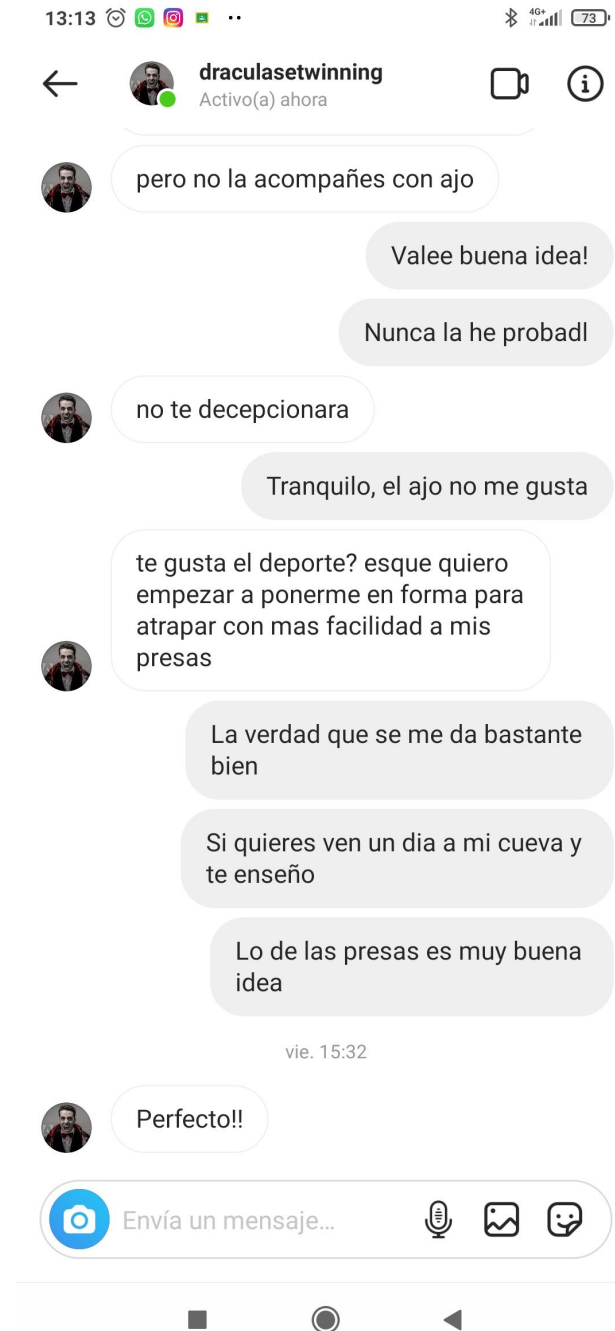 13:13
4G+
73
draculasetwinning
Activo(a) ahora
pero no la acompañes con ajo
Valee buena idea!
Nunca la he probadl
no te decepcionara
Tranquilo, el ajo no me gusta
te gusta el deporte? esque quiero
empezar a ponerme en forma para
atrapar con mas facilidad a mis
presas
La verdad que se me da bastante
bien
Si quieres ven un dia a mi cueva y
te enseño
Lo de las presas es muy buena
idea
vie. 15:32
Perfecto!!
Envía un mensaje...